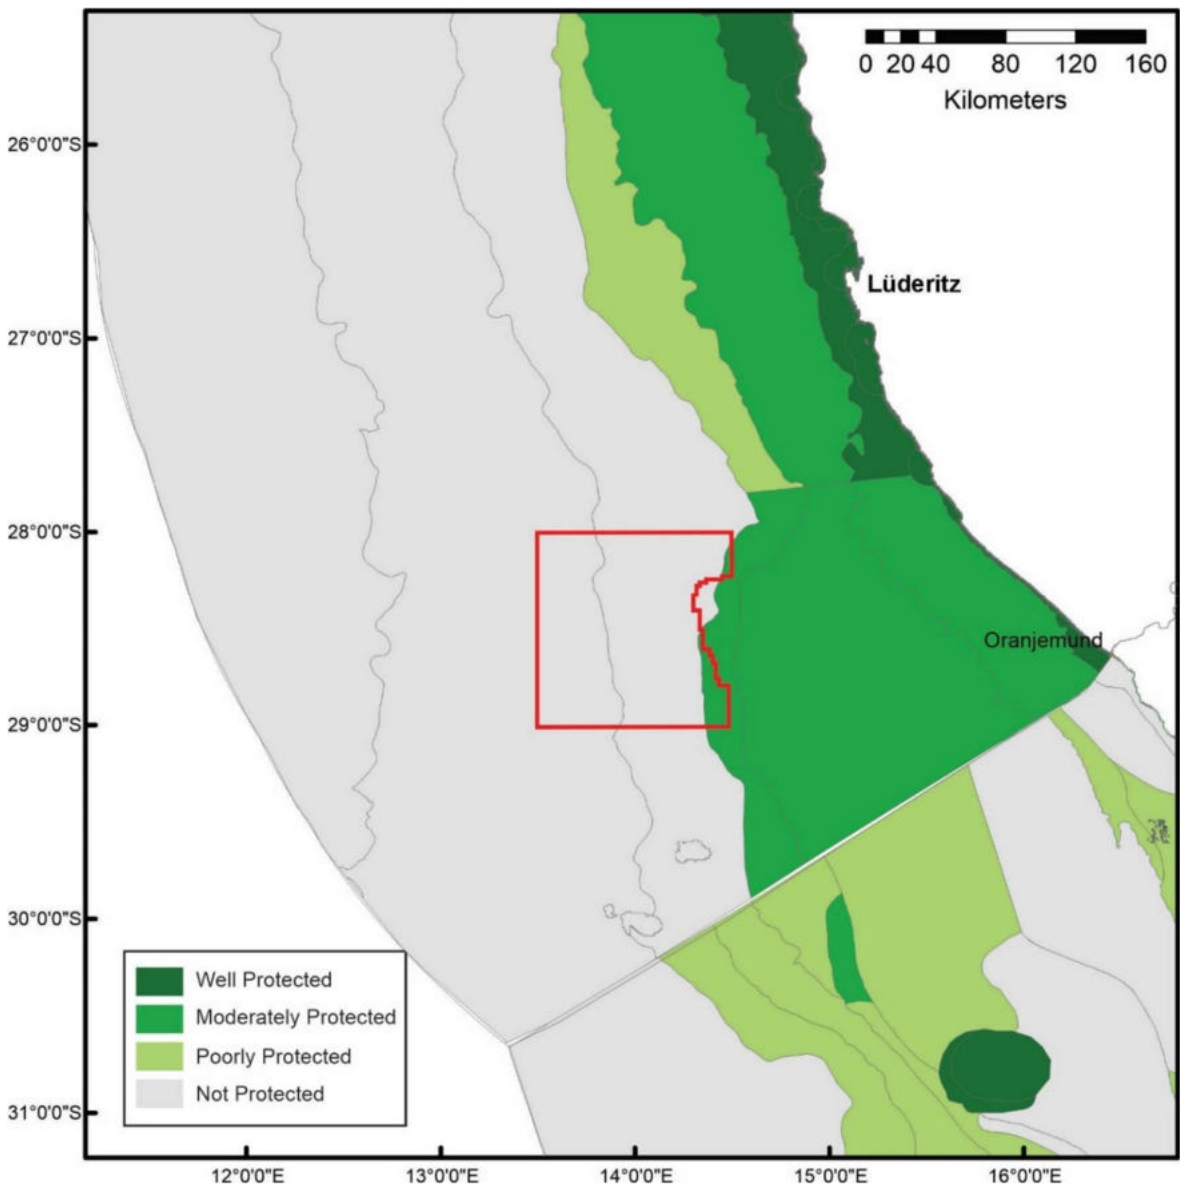 0 20 40 80 120 160
Kilometers
26°0'0"S
Lüderitz
27°0'0"S
28°0'0"S
Oranjemund
29°0'0"S
30°0'0"S
Well Protected
Moderately Protected
Poorly Protected
Not Protected
31°0'0"S
12°0'0"E 13°0'0"E 14°0'0"E 15°0'0"E 16°0'0"E